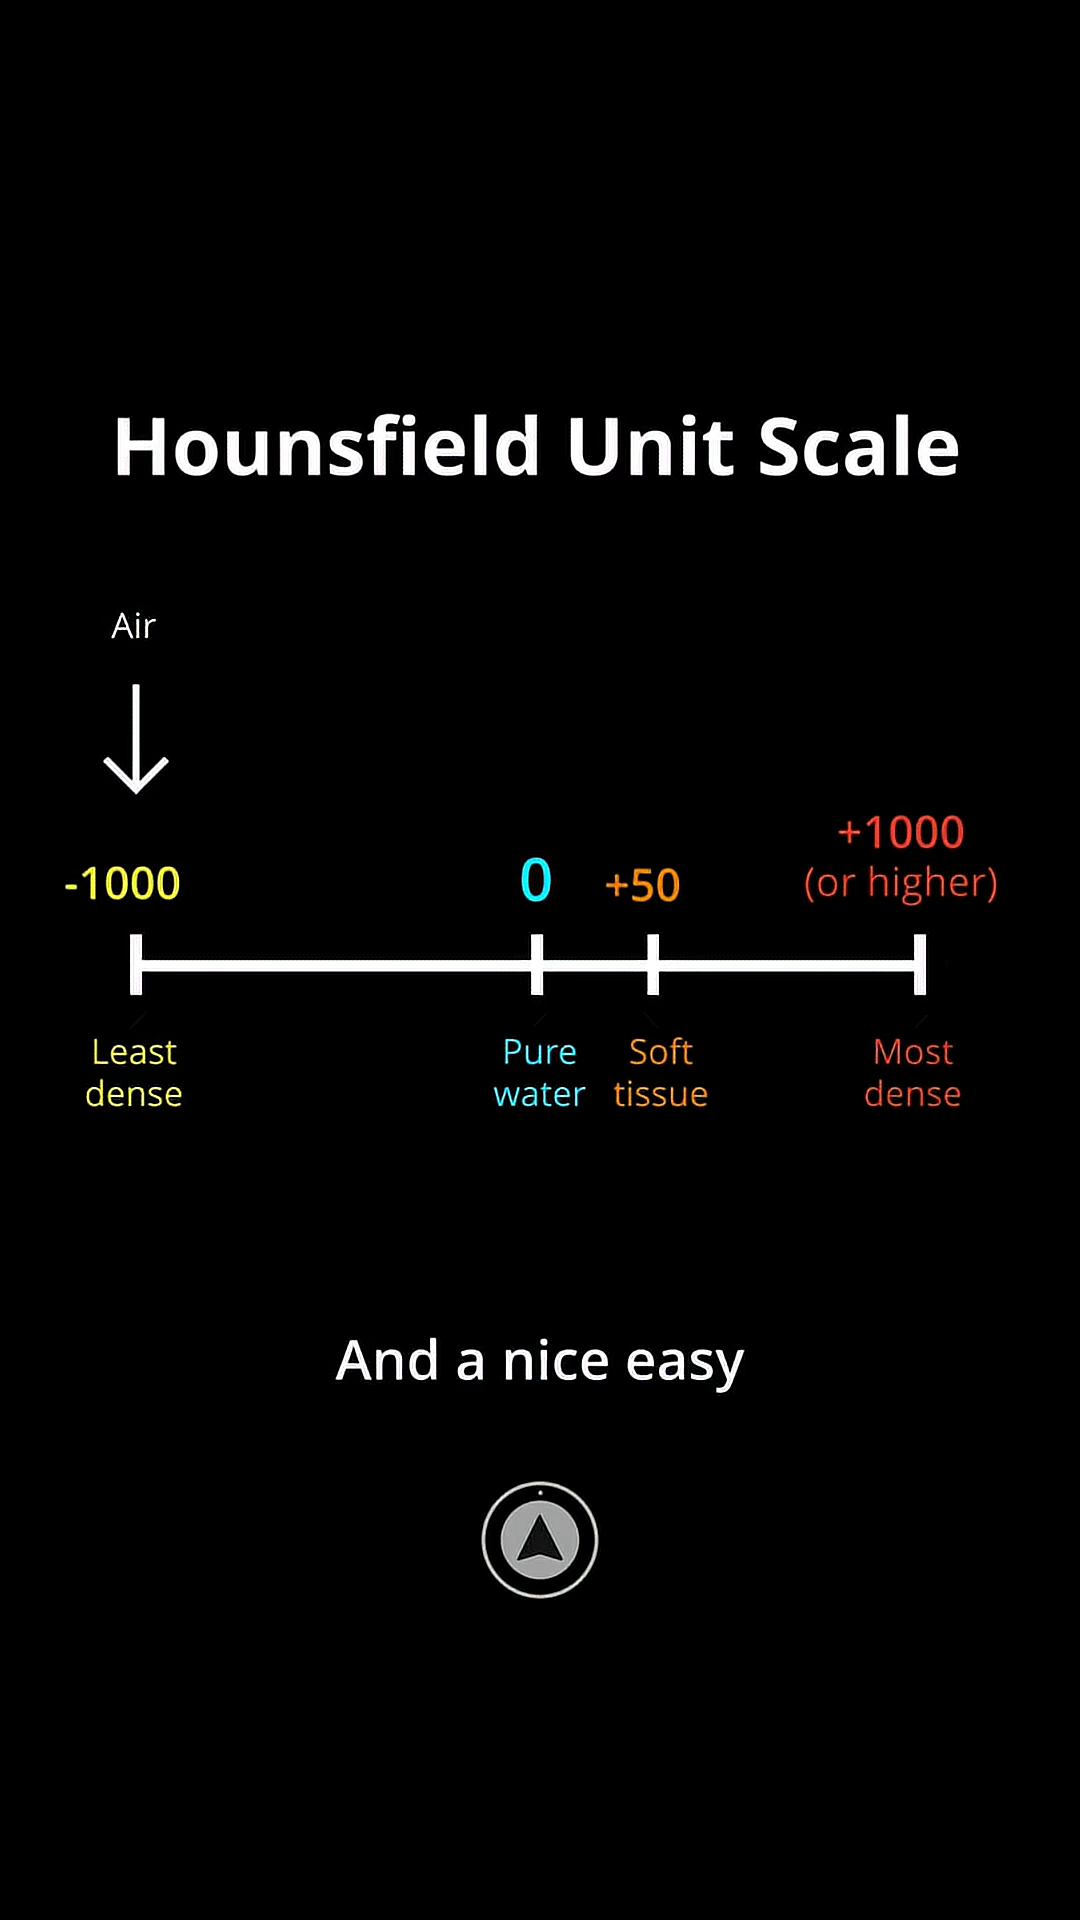 Hounsfield Unit Scale
Air
+1000
-1000
0
+50
(or higher)
Least
dense
Pure
water
Soft
tissue
Most
dense
And a nice easy